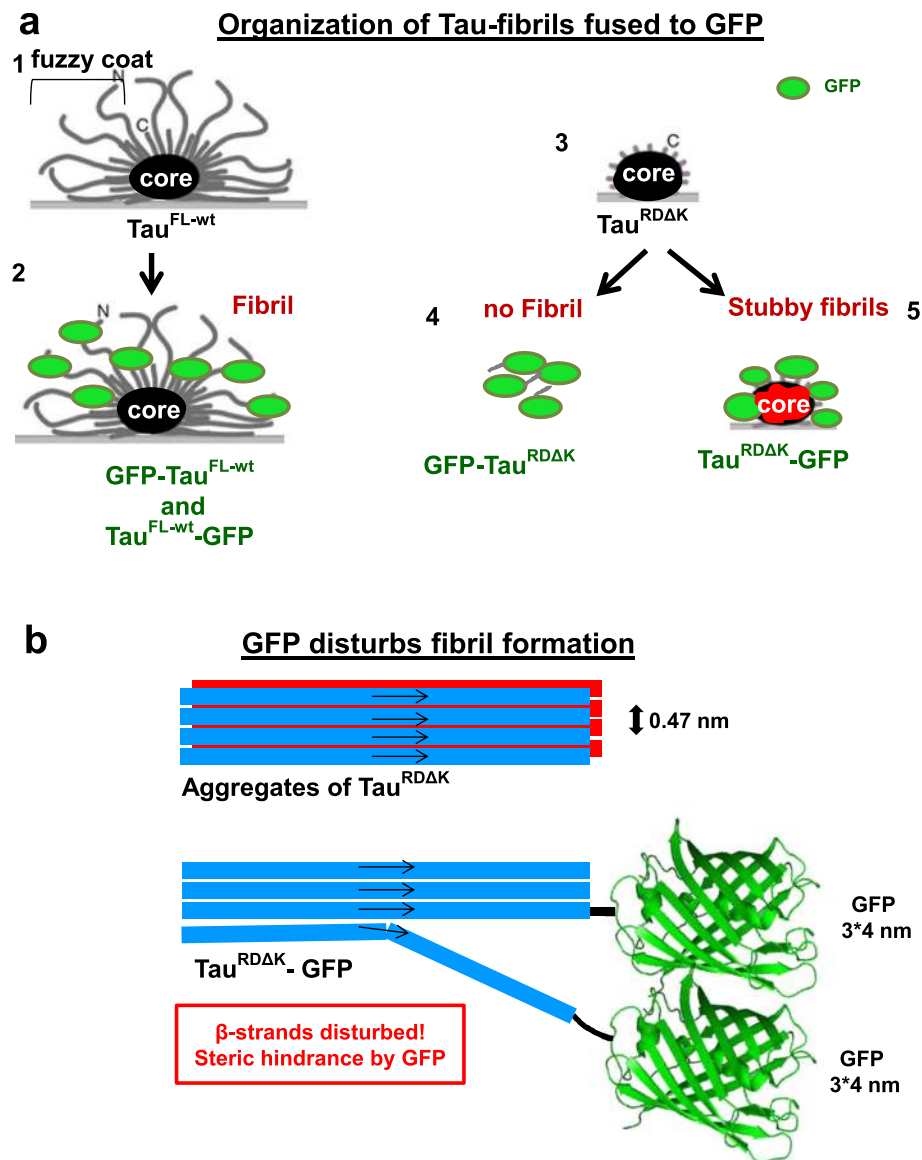 a
Organization of Tau-fibrils fused to GFP
1
fuzzy coat
N
C
core
Tau^FL-wt
GFP
3
C
core
Tau^RDΔK
2
Fibril
N
core
GFP-Tau^FL-wt
and
Tau^FL-wt-GFP
4
no Fibril
GFP-Tau^RDΔK
Stubby fibrils
5
core
Tau^RDΔK-GFP
b
GFP disturbs fibril formation
0.47 nm
Aggregates of Tau^RDΔK
Tau^RDΔK- GFP
GFP
3*4 nm
β-strands disturbed!
Steric hindrance by GFP
GFP
3*4 nm